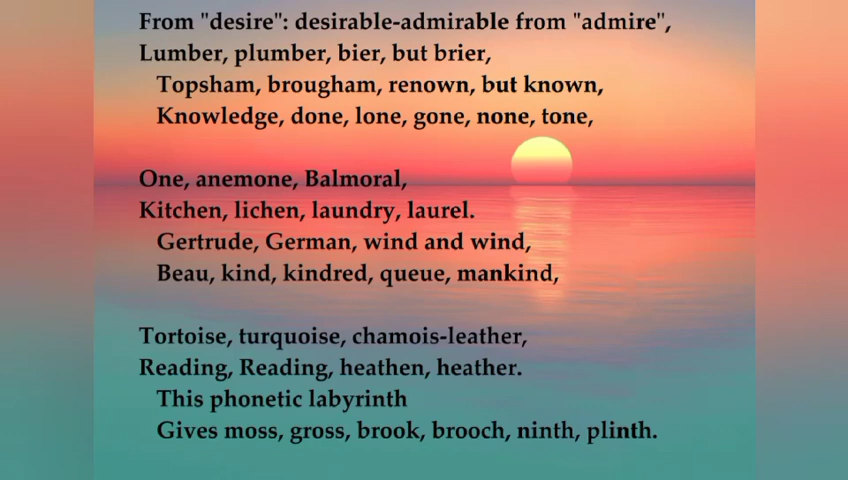 From "desire": desirable-admirable from "admire",
Lumber, plumber, bier, but brier,
Topsham, brougham, renown, but known,
Knowledge, done, lone, gone, none, tone,
One, anemone, Balmoral,
Kitchen, lichen, laundry, laurel.
Gertrude, German, wind and wind,
Beau, kind, kindred, queue, mankind,
Tortoise, turquoise, chamois-leather,
Reading, Reading, heathen, heather.
This phonetic labyrinth
Gives moss, gross, brook, brooch, ninth, plinth.